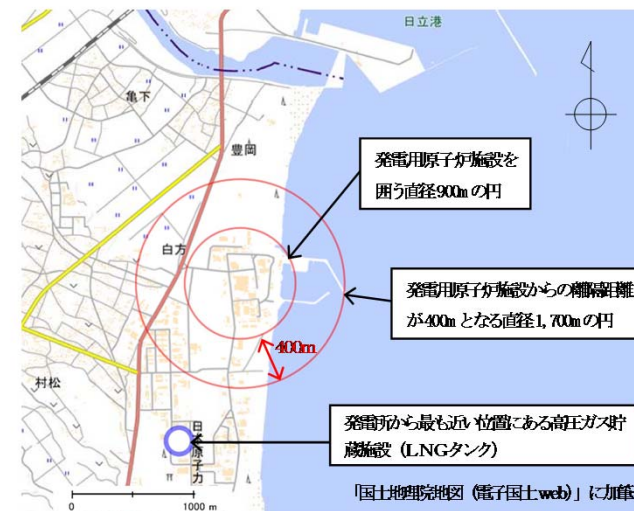 日立港
亀下
豊岡
発電用原子炉施設を
囲う直径900mの円
白方
発電用原子炉施設からの離隔距離
が400mとなる直径1,700mの円
400m
村松
発電所から最も近い位置にある高圧ガス貯
蔵施設（LNGタンク）
原子力
「国土地理院地図（電子国土web）」に加筆
0 1000 m